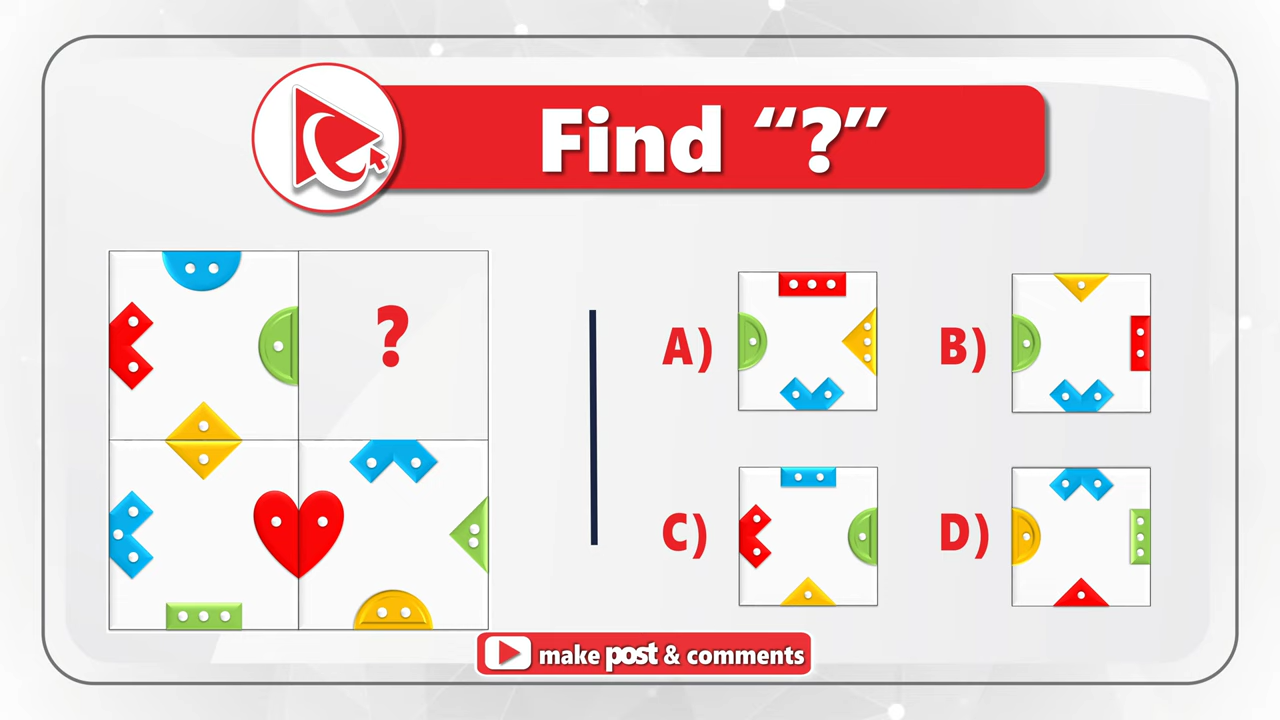 Find “?”
?
A)
B)
C)
D)
make post & comments